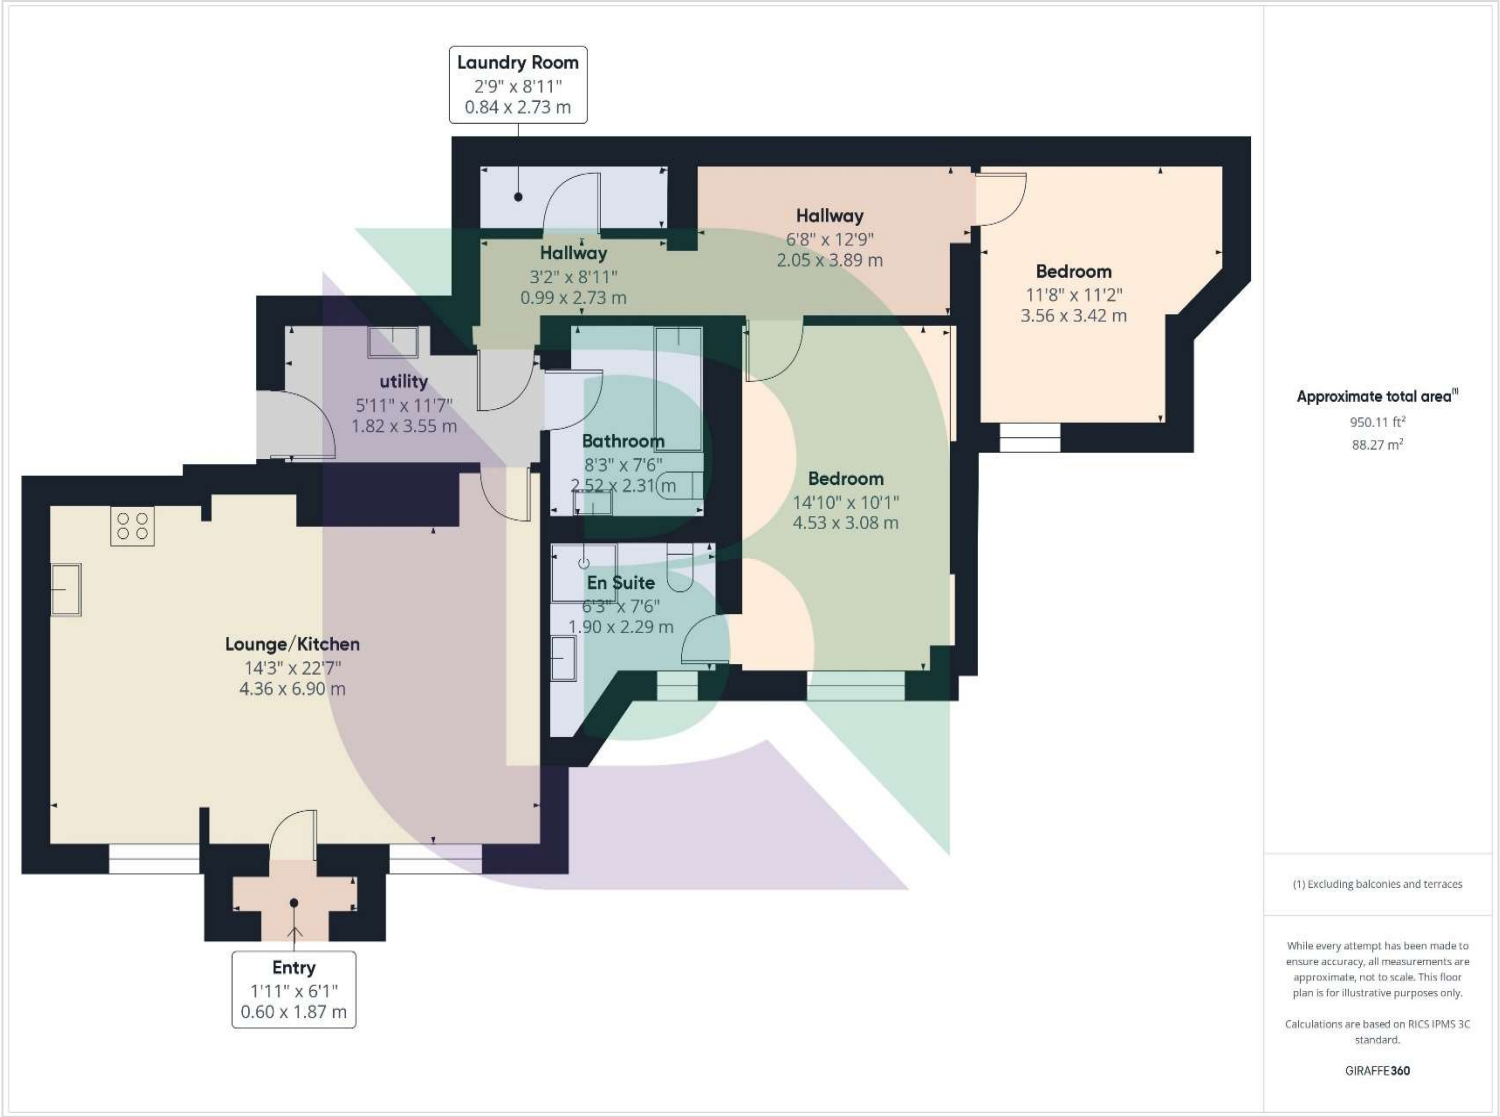 Laundry Room
2'9" x 8'11"
0.84 x 2.73 m
Hallway
6'8" x 12'9"
2.05 x 3.89 m
Hallway
3'2" x 8'11"
0.99 x 2.73 m
Bedroom
11'8" x 11'2"
3.56 x 3.42 m
utility
5'11" x 11'7"
1.82 x 3.55 m
Bathroom
8'3" x 7'6"
2.52 x 2.31 m
Bedroom
14'10" x 10'1"
4.53 x 3.08 m
En Suite
6'3" x 7'6"
1.90 x 2.29 m
Lounge/Kitchen
14'3" x 22'7"
4.36 x 6.90 m
Entry
1'11" x 6'1"
0.60 x 1.87 m
Approximate total area⁽¹⁾
950.11 ft²
88.27 m²
(1) Excluding balconies and terraces
While every attempt has been made to
ensure accuracy, all measurements are
approximate, not to scale. This floor
plan is for illustrative purposes only.
Calculations are based on RICS IPMS 3C
standard.
GIRAFFE360